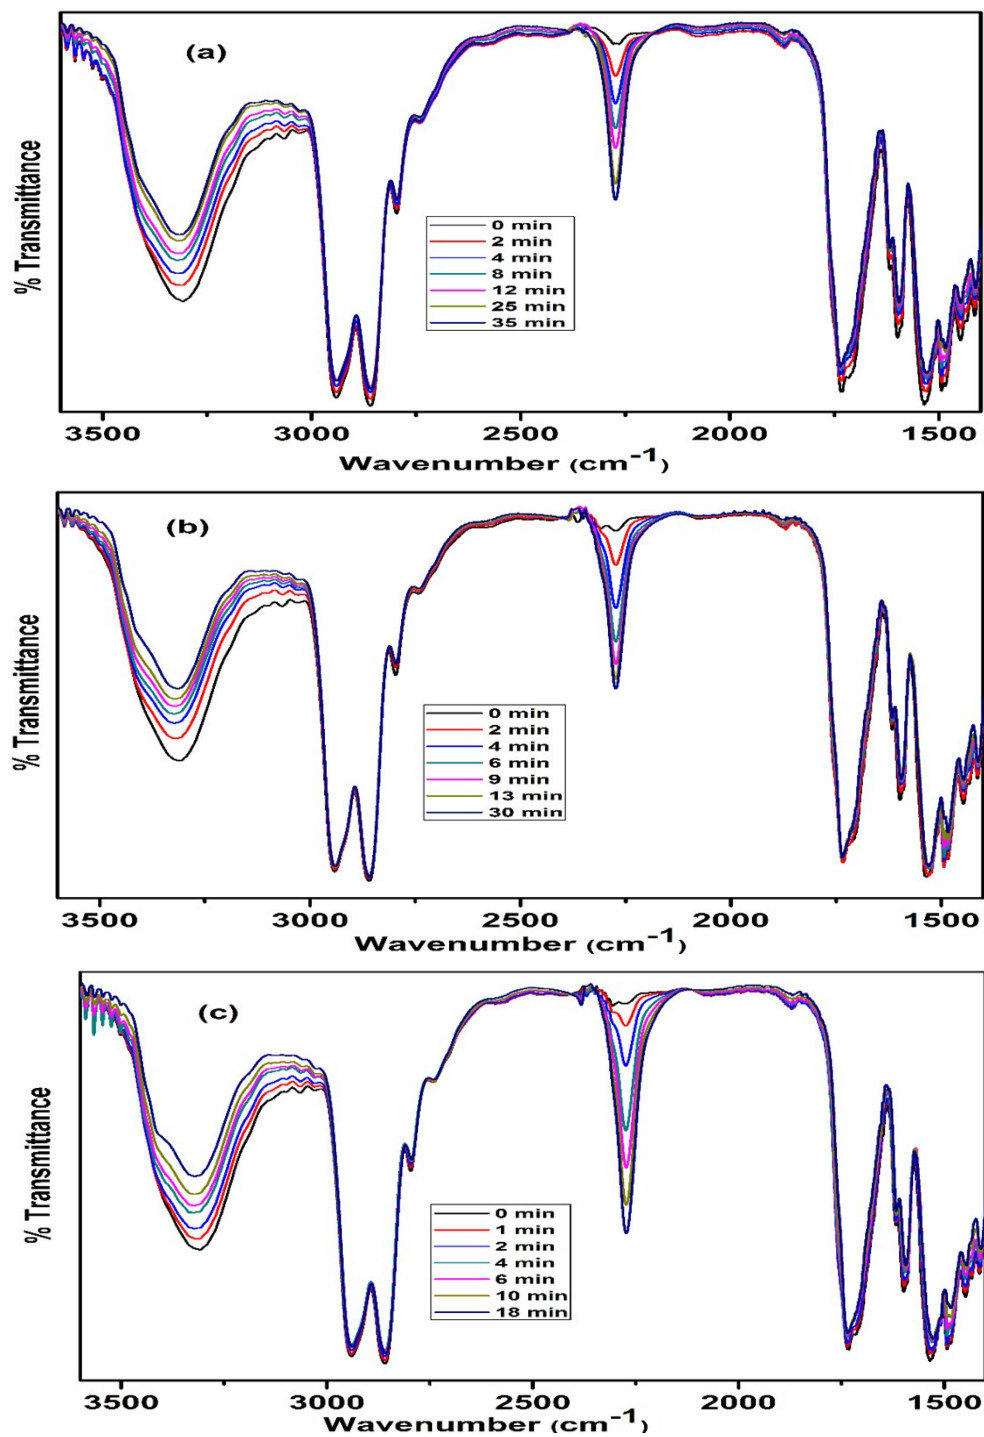 (a)
% Transmittance
0 min
2 min
4 min
8 min
12 min
25 min
35 min
3500 3000 2500 2000 1500
Wavenumber (cm-1)
(b)
% Transmittance
0 min
2 min
4 min
6 min
9 min
13 min
30 min
3500 3000 2500 2000 1500
Wavenumber (cm-1)
(c)
% Transmittance
0 min
1 min
2 min
4 min
6 min
10 min
18 min
3500 3000 2500 2000 1500
Wavenumber (cm-1)